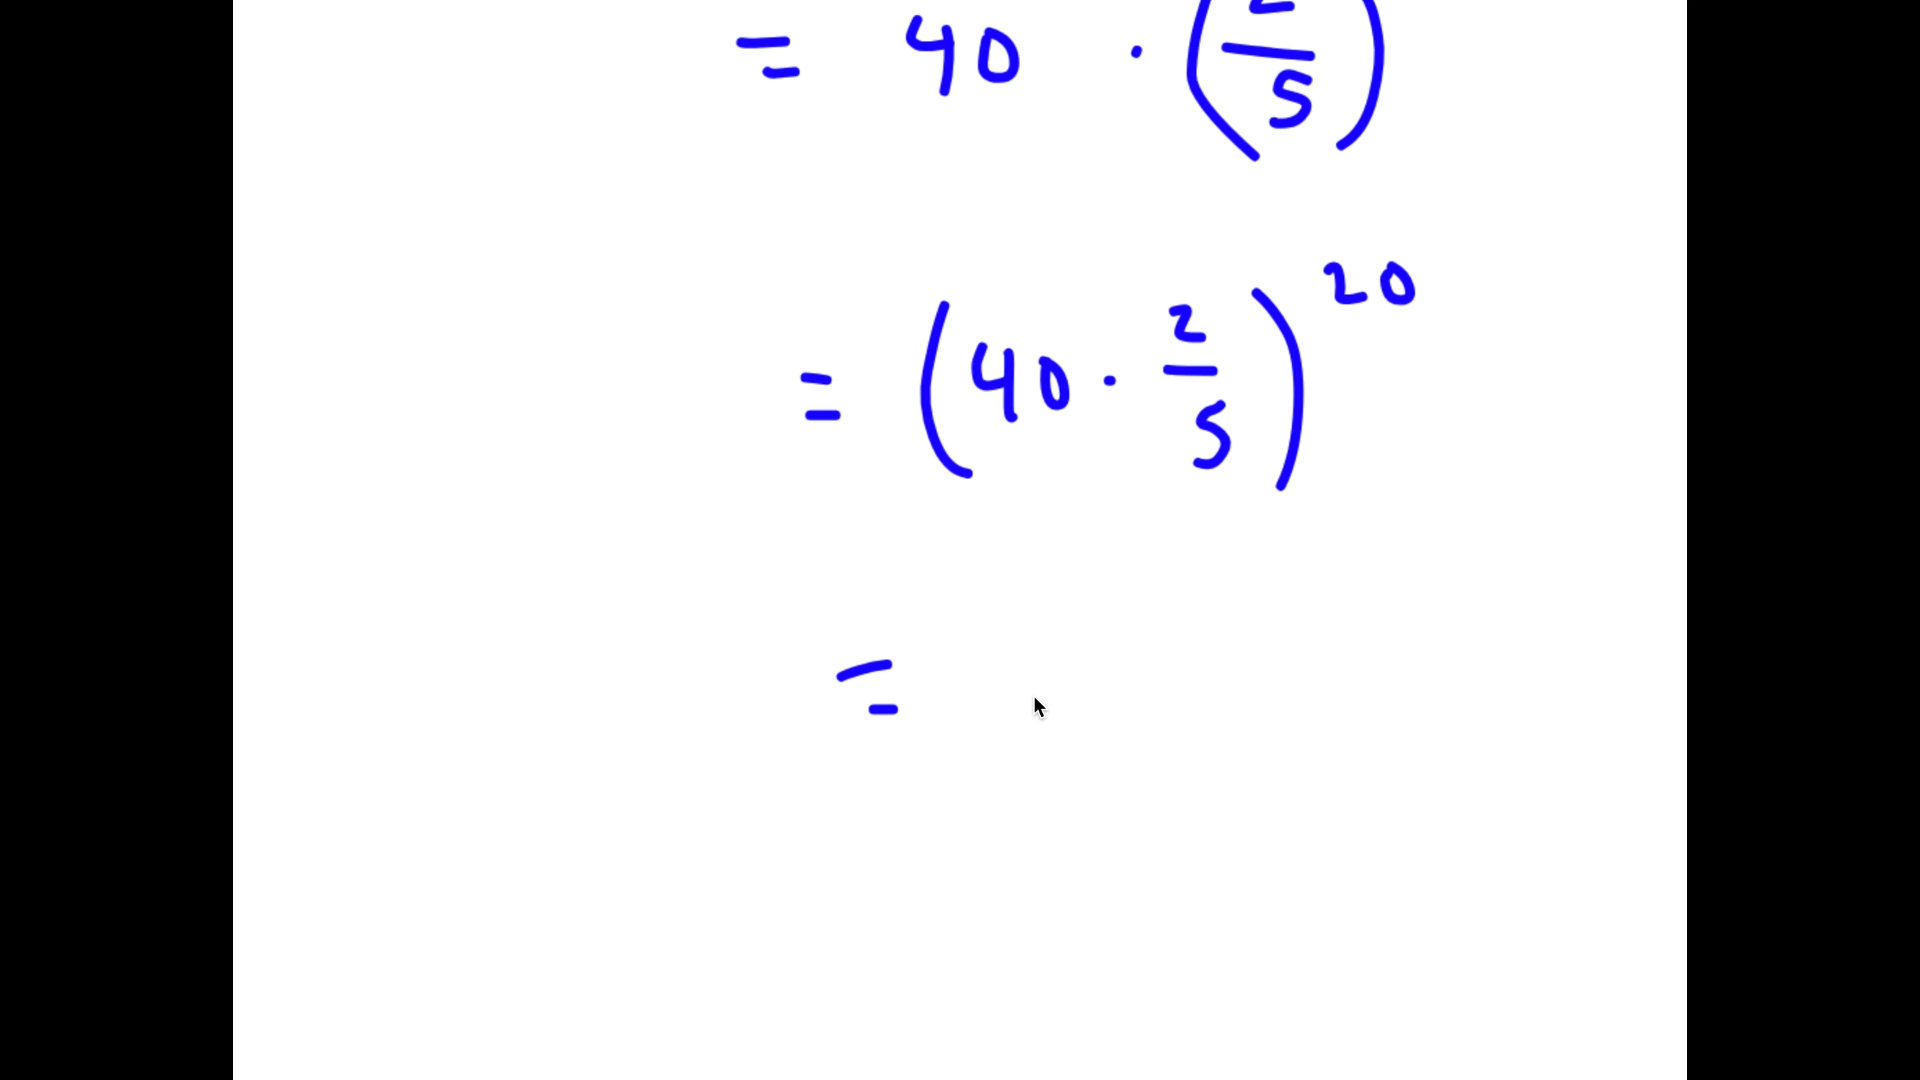 = 40 · (2/5)
= (40 · 2/5)^20
=